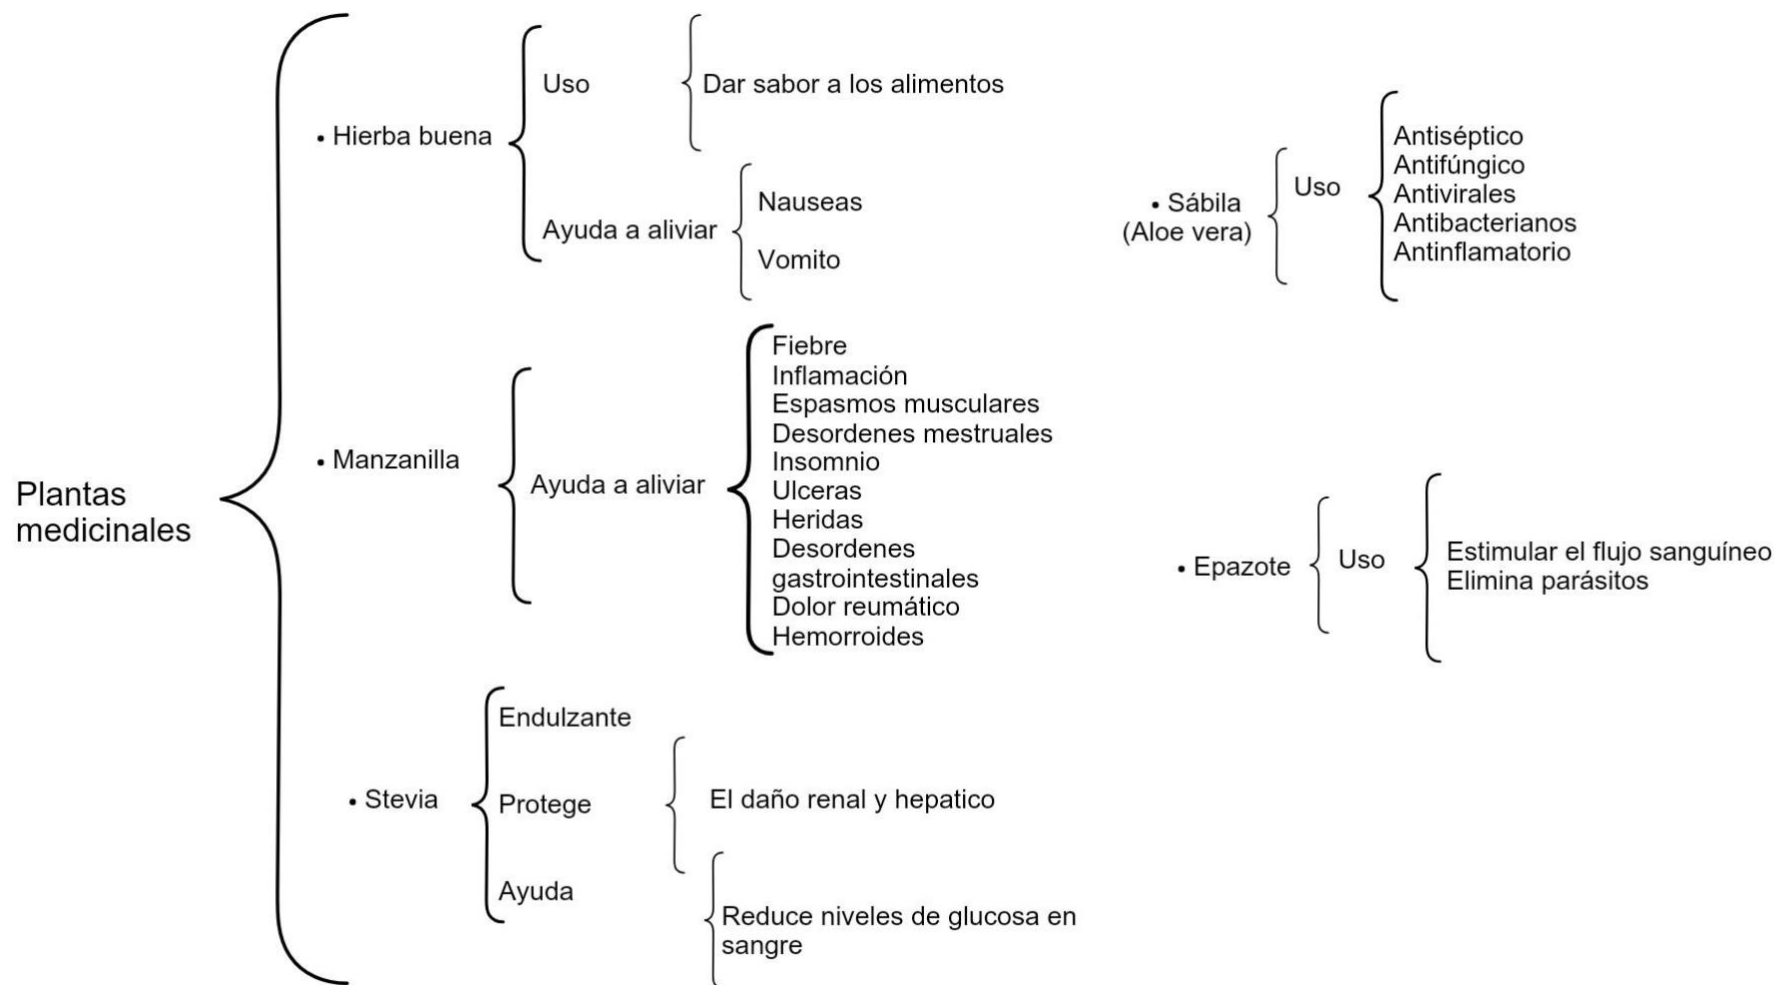 Plantas
medicinales
• Hierba buena
Uso
Dar sabor a los alimentos
Ayuda a aliviar
Nauseas
Vomito
• Manzanilla
Ayuda a aliviar
Fiebre
Inflamación
Espasmos musculares
Desordenes mestruales
Insomnio
Ulceras
Heridas
Desordenes
gastrointestinales
Dolor reumático
Hemorroides
• Stevia
Endulzante
Protege
El daño renal y hepatico
Ayuda
Reduce niveles de glucosa en
sangre
• Sábila
(Aloe vera)
Uso
Antiséptico
Antifúngico
Antivirales
Antibacterianos
Antinflamatorio
• Epazote
Uso
Estimular el flujo sanguíneo
Elimina parásitos